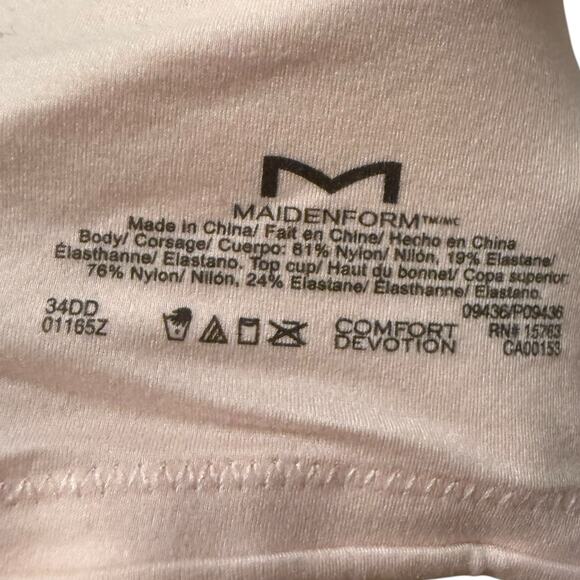 MAIDENFORM™/MC
Made in China/ Fait en Chine/ Hecho en China
Body/ Corsage/ Cuerpo: 81% Nylon/ Nilón, 19% Elastane/
Élasthanne/ Elastano. Top cup/ Haut du bonnet/ Copa superior:
76% Nylon/ Nilón, 24% Elastane/ Élasthanne/ Elastano.
34DD
01165Z
COMFORT
DEVOTION
09436/P09436
RN# 15763
CA00153